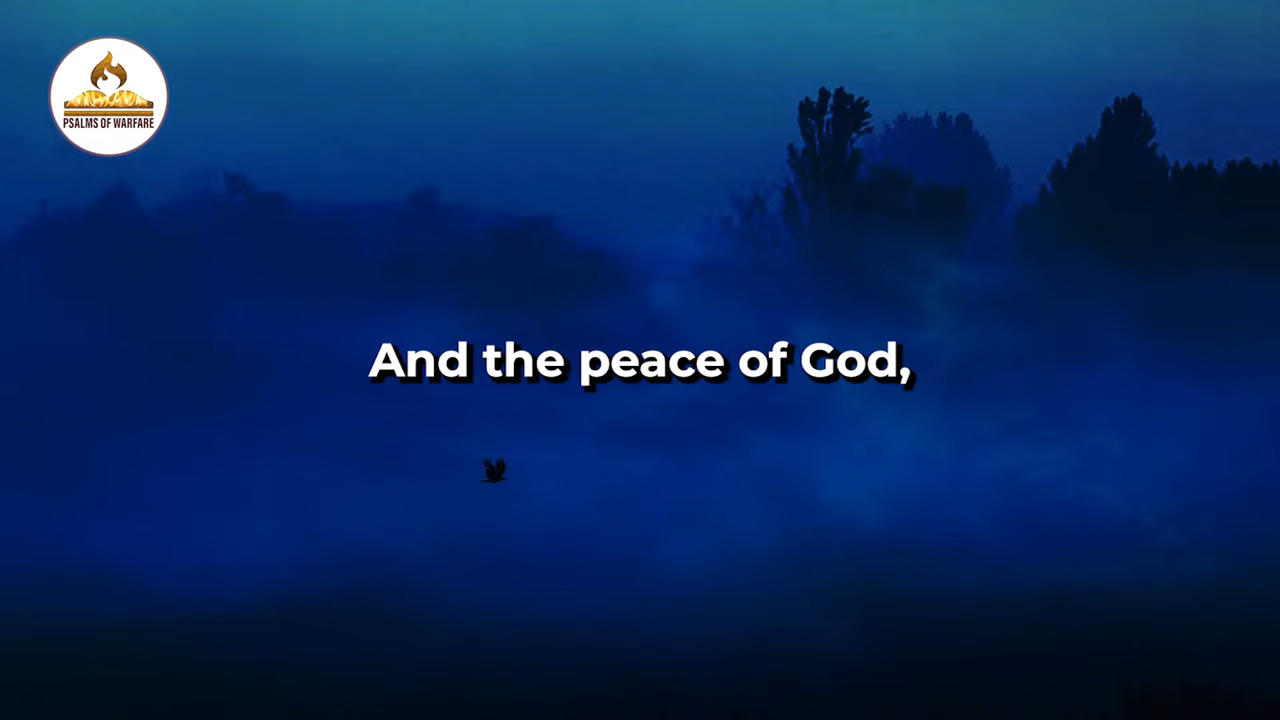 PSALMS OF WARFARE
And the peace of God,